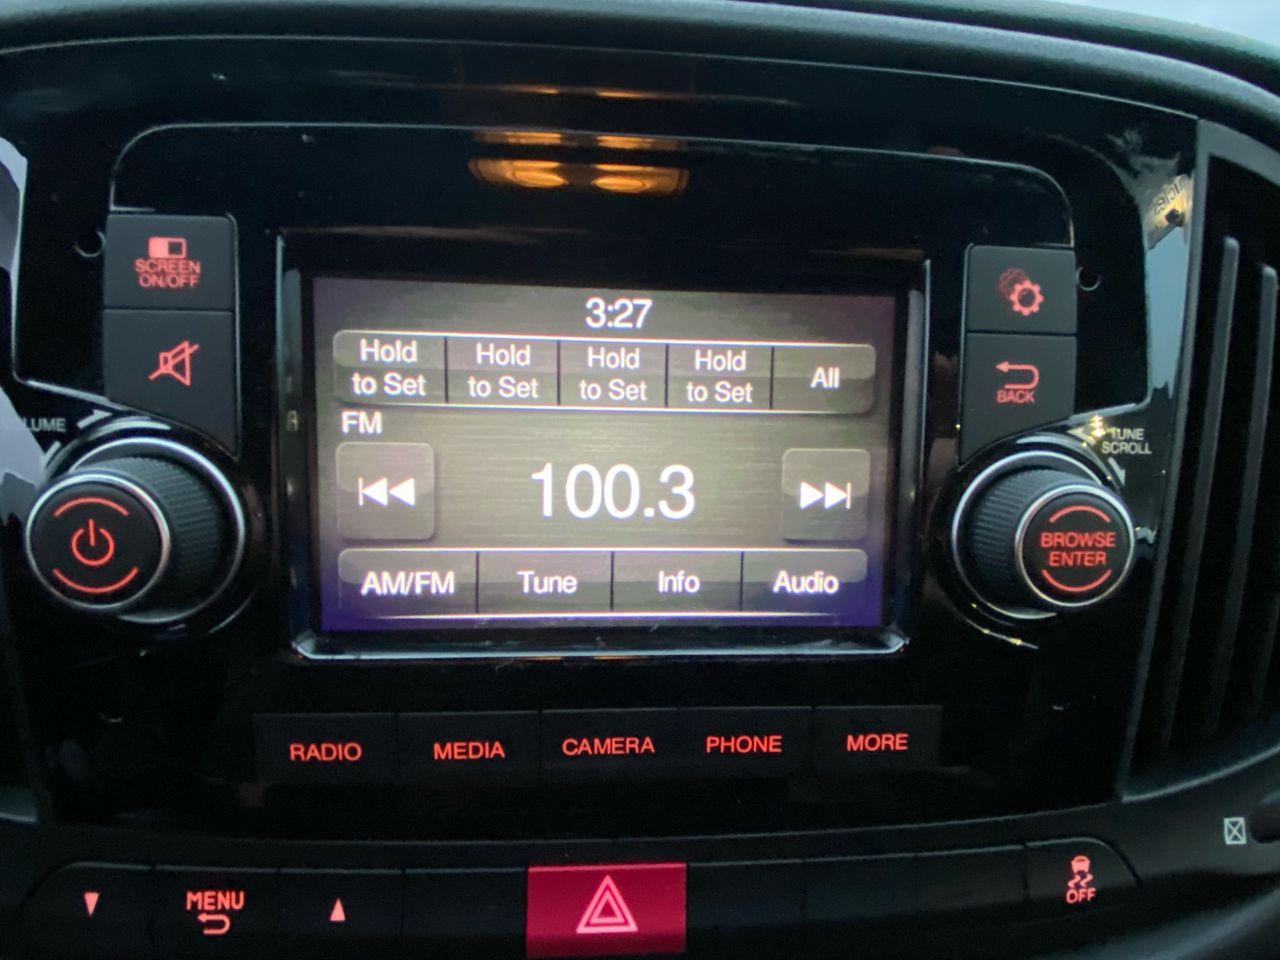 SCREEN
ON/OFF
3:27
Hold
to Set
Hold
to Set
Hold
to Set
Hold
to Set
All
FM
100.3
AM/FM
Tune
Info
Audio
BACK
TUNE
SCROLL
BROWSE
ENTER
RADIO
MEDIA
CAMERA
PHONE
MORE
MENU
OFF